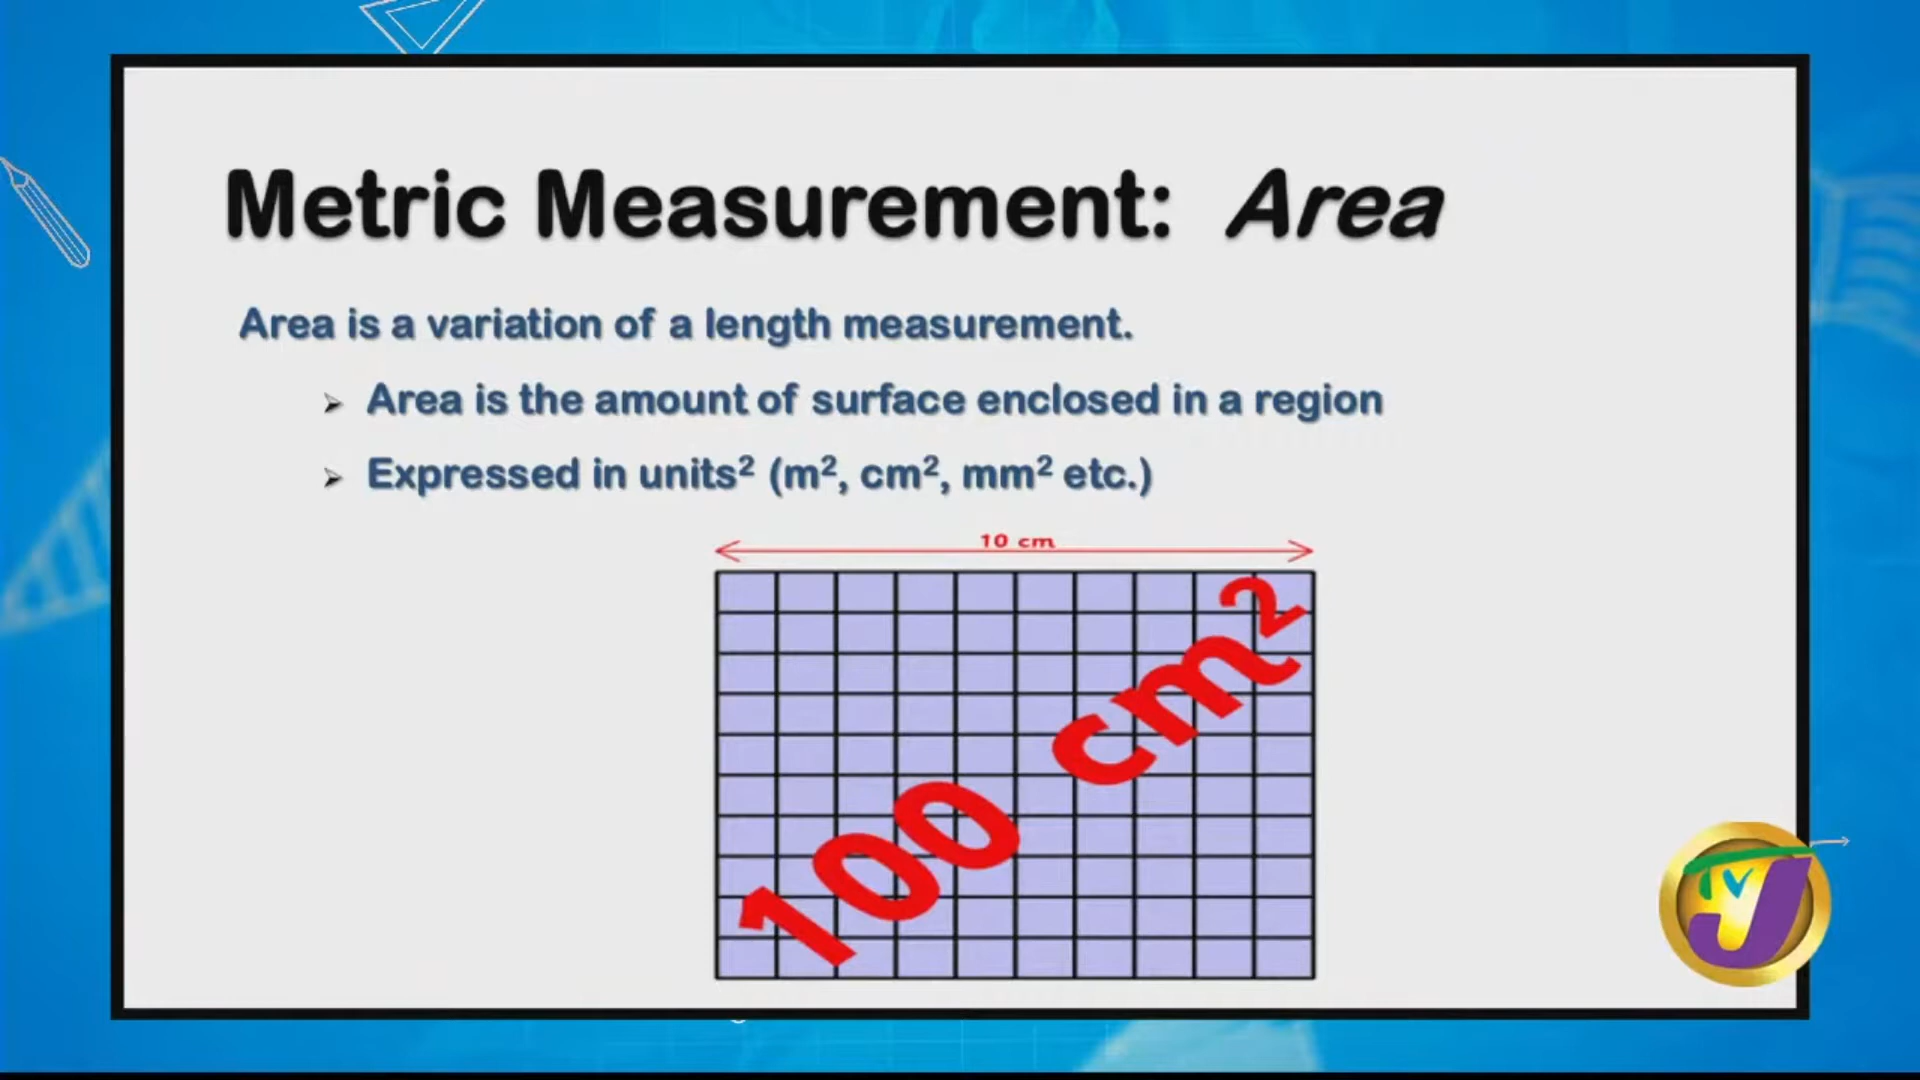 Metric Measurement: Area
Area is a variation of a length measurement.
➢ Area is the amount of surface enclosed in a region
➢ Expressed in units² (m², cm², mm² etc.)
10 cm
100 cm²
TVJ